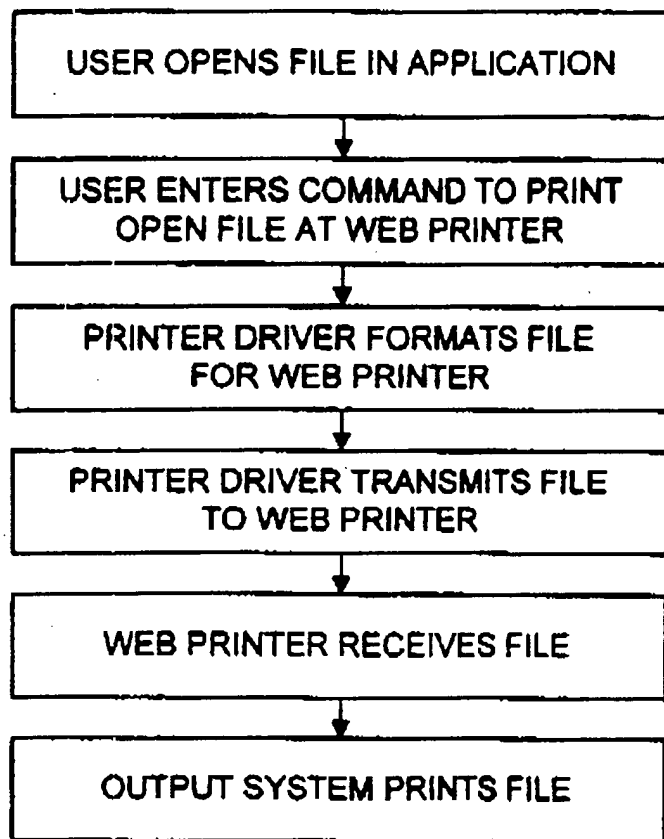 USER OPENS FILE IN APPLICATION
USER ENTERS COMMAND TO PRINT
OPEN FILE AT WEB PRINTER
PRINTER DRIVER FORMATS FILE
FOR WEB PRINTER
PRINTER DRIVER TRANSMITS FILE
TO WEB PRINTER
WEB PRINTER RECEIVES FILE
OUTPUT SYSTEM PRINTS FILE